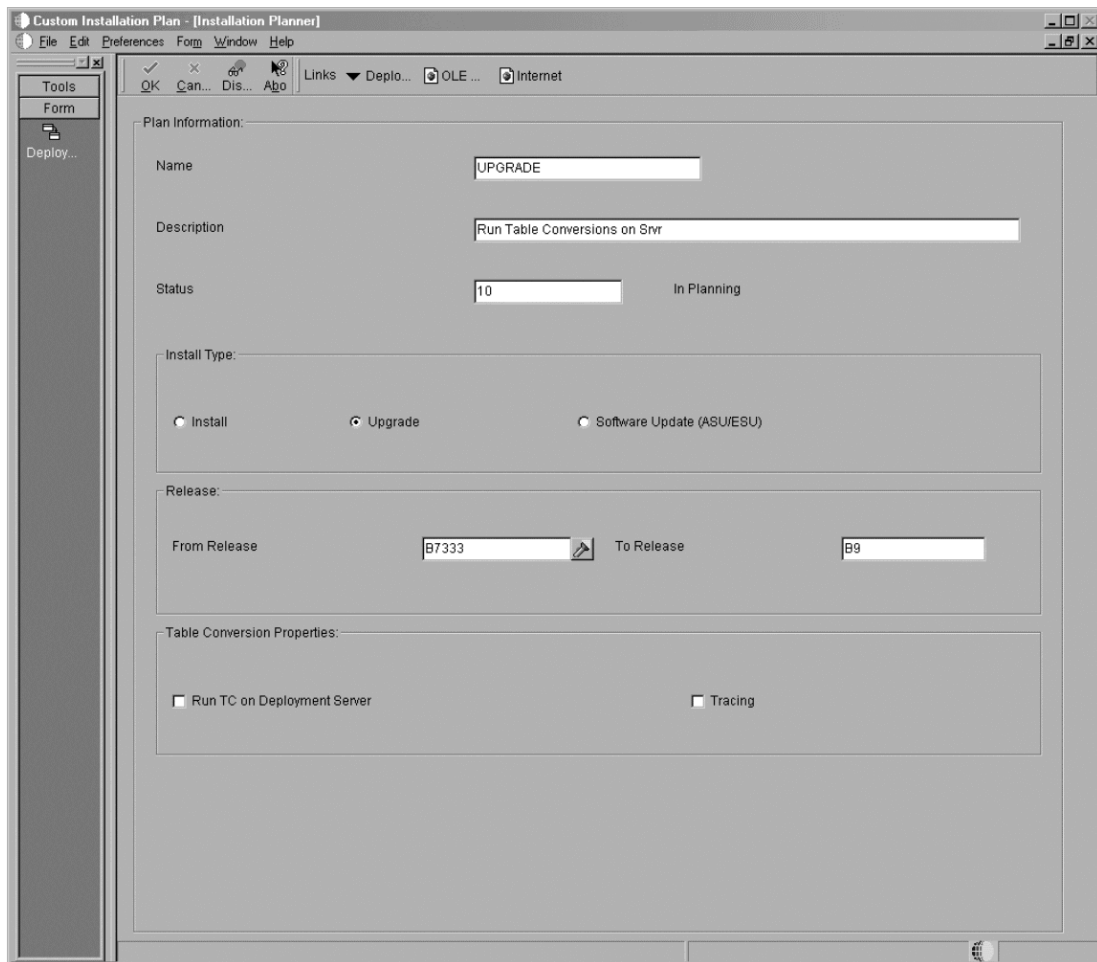 Custom Installation Plan - [Installation Planner]
File Edit Preferences Form Window Help
Tools
Form
Deploy...
OK Can... Dis... Abo Links Deplo... OLE ... Internet
Plan Information:
Name UPGRADE
Description Run Table Conversions on Srvr
Status 10 In Planning
Install Type:
Install Upgrade Software Update (ASU/ESU)
Release:
From Release B7333 To Release B9
Table Conversion Properties:
Run TC on Deployment Server Tracing